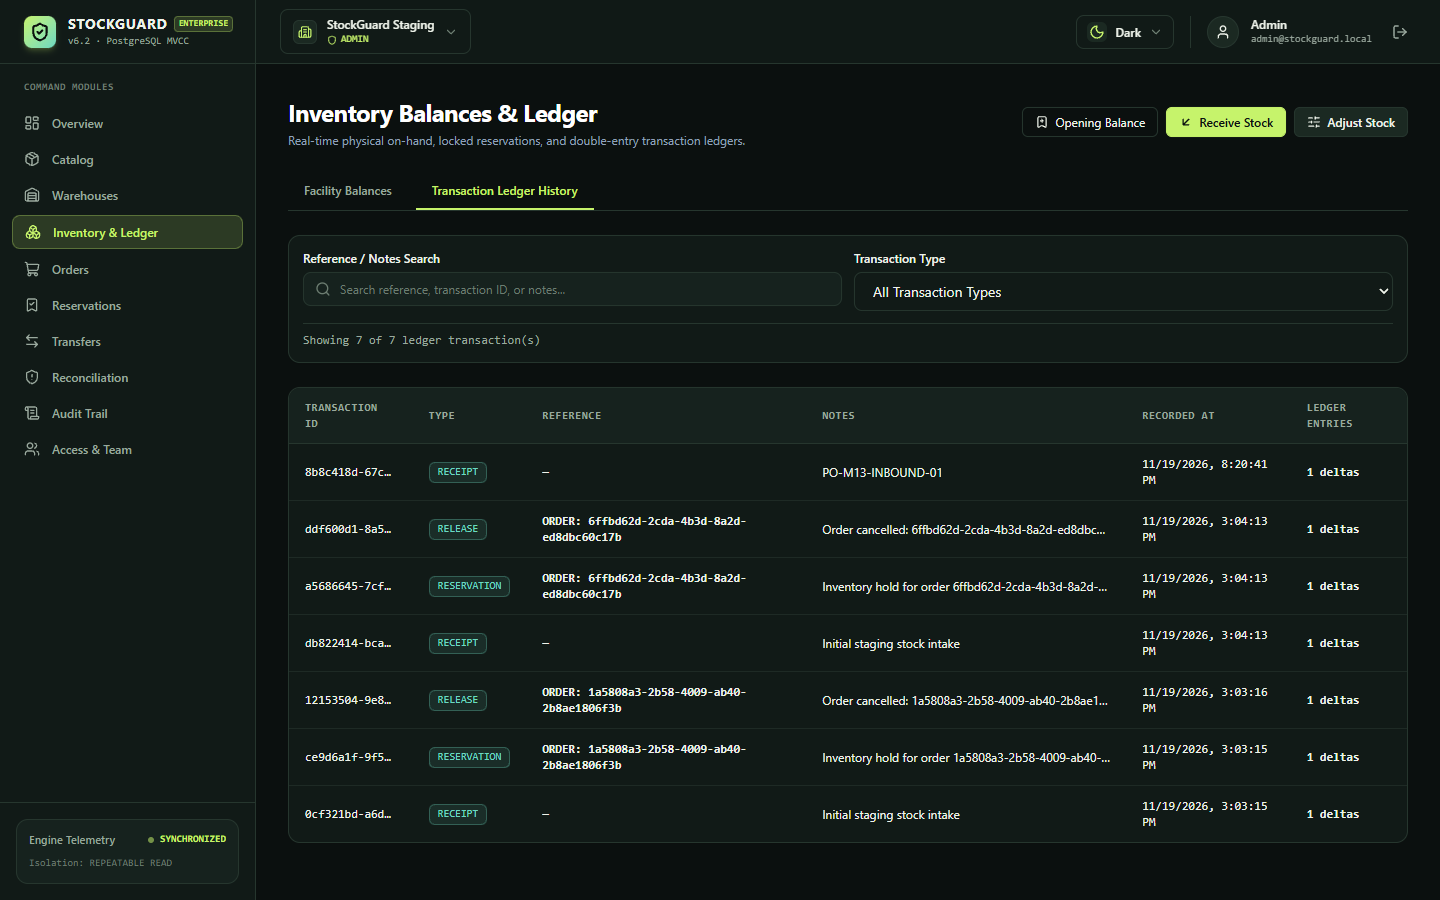 STOCKGUARD ENTERPRISE
v6.2 · PostgreSQL MVCC
StockGuard Staging
ADMIN
Dark
Admin
admin@stockguard.local
COMMAND MODULES
Overview
Catalog
Warehouses
Inventory & Ledger
Orders
Reservations
Transfers
Reconciliation
Audit Trail
Access & Team
Engine Telemetry SYNCHRONIZED
Isolation: REPEATABLE READ
Inventory Balances & Ledger
Real-time physical on-hand, locked reservations, and double-entry transaction ledgers.
Opening Balance
Receive Stock
Adjust Stock
Facility Balances
Transaction Ledger History
Reference / Notes Search
Search reference, transaction ID, or notes...
Transaction Type
All Transaction Types
Showing 7 of 7 ledger transaction(s)
TRANSACTION
ID
TYPE
REFERENCE
NOTES
RECORDED AT
LEDGER
ENTRIES
8b8c418d-67c…
RECEIPT
—
PO-M13-INBOUND-01
11/19/2026, 8:20:41
PM
1 deltas
ddf600d1-8a5…
RELEASE
ORDER: 6ffbd62d-2cda-4b3d-8a2d-
ed8dbc60c17b
Order cancelled: 6ffbd62d-2cda-4b3d-8a2d-ed8dbc...
11/19/2026, 3:04:13
PM
1 deltas
a5686645-7cf…
RESERVATION
ORDER: 6ffbd62d-2cda-4b3d-8a2d-
ed8dbc60c17b
Inventory hold for order 6ffbd62d-2cda-4b3d-8a2d-...
11/19/2026, 3:04:13
PM
1 deltas
db822414-bca…
RECEIPT
—
Initial staging stock intake
11/19/2026, 3:04:13
PM
1 deltas
12153504-9e8…
RELEASE
ORDER: 1a5808a3-2b58-4009-ab40-
2b8ae1806f3b
Order cancelled: 1a5808a3-2b58-4009-ab40-2b8ae1...
11/19/2026, 3:03:16
PM
1 deltas
ce9d6a1f-9f5…
RESERVATION
ORDER: 1a5808a3-2b58-4009-ab40-
2b8ae1806f3b
Inventory hold for order 1a5808a3-2b58-4009-ab40-...
11/19/2026, 3:03:15
PM
1 deltas
0cf321bd-a6d…
RECEIPT
—
Initial staging stock intake
11/19/2026, 3:03:15
PM
1 deltas